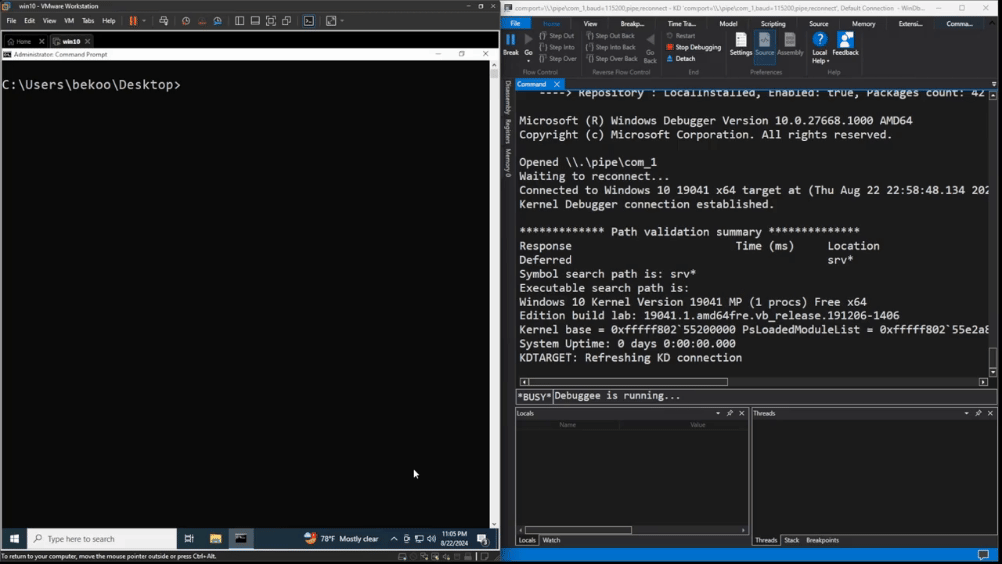 win10 - VMware Workstation
File Edit View VM Tabs Help
Home win10
Administrator: Command Prompt
C:\Users\bekoo\Desktop>
Type here to search
78°F Mostly clear
11:05 PM
8/22/2024
To return to your computer, move the mouse pointer outside or press Ctrl+Alt.
comport=\\.\pipe\com_1,baud=115200,pipe,reconnect - KD 'com:port=\\.\pipe\com_1,baud=115200,pipe,reconnect', Default Connection - WinDb...
File Home View Breakp... Time Tra... Model Scripting Source Memory Extensi... Comma...
Break
Go
Step Out
Step Into
Step Over
Flow Control
Step Out Back
Step Into Back
Step Over Back
Go
Back
Reverse Flow Control
Restart
Stop Debugging
Detach
End
Settings Source Assembly
Preferences
Local
Help
Feedback
Help
Command
Disassembly
Registers
Memory 0
----> Repository : LocalInstalled, Enabled: true, Packages count: 42
Microsoft (R) Windows Debugger Version 10.0.27668.1000 AMD64
Copyright (c) Microsoft Corporation. All rights reserved.
Opened \\.\pipe\com_1
Waiting to reconnect...
Connected to Windows 10 19041 x64 target at (Thu Aug 22 22:58:48.134 202
Kernel Debugger connection established.
************* Path validation summary **************
Response Time (ms) Location
Deferred srv*
Symbol search path is: srv*
Executable search path is:
Windows 10 Kernel Version 19041 MP (1 procs) Free x64
Edition build lab: 19041.1.amd64fre.vb_release.191206-1406
Kernel base = 0xfffff802`55200000 PsLoadedModuleList = 0xfffff802`55e2a8
System Uptime: 0 days 0:00:00.000
KDTARGET: Refreshing KD connection
*BUSY* Debuggee is running...
Locals
Name Value
Locals Watch
Threads
Threads Stack Breakpoints